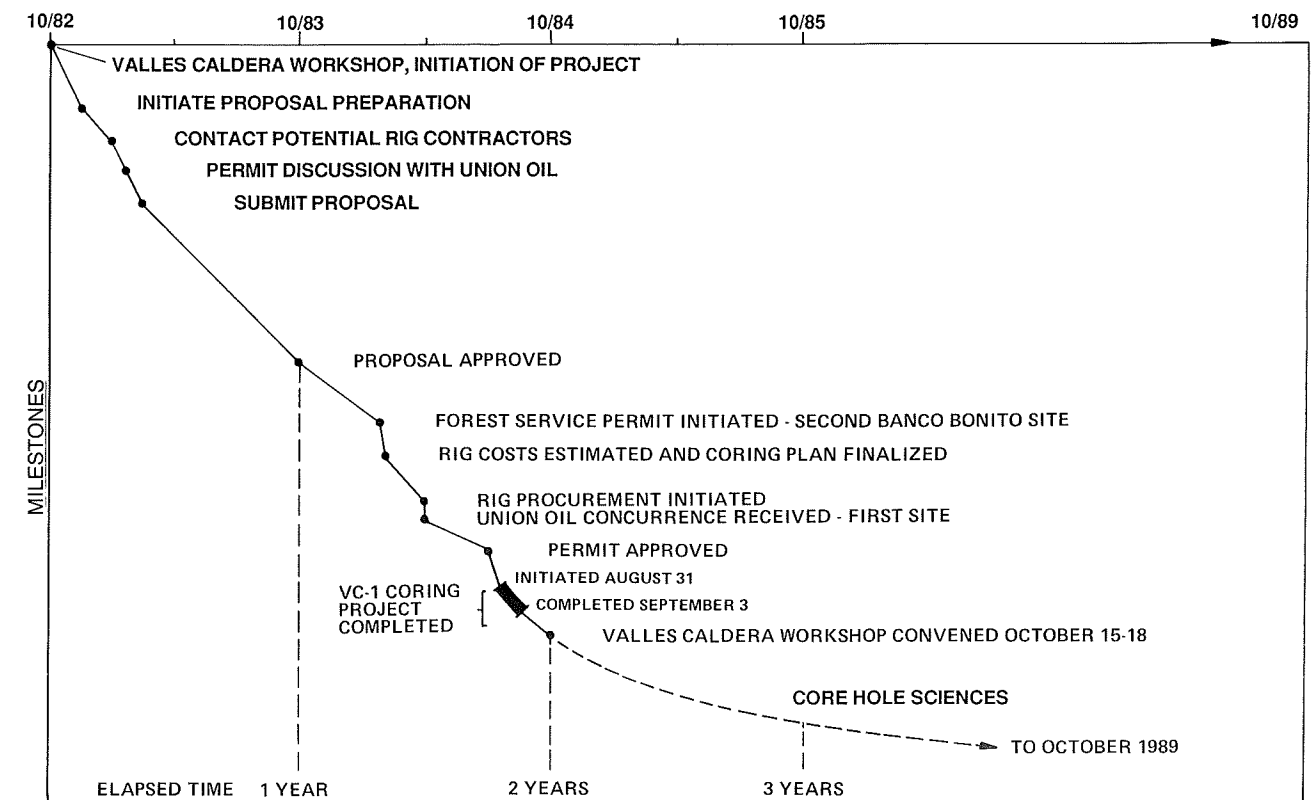 10/82 10/83 10/84 10/85 10/89
VALLES CALDERA WORKSHOP, INITIATION OF PROJECT
INITIATE PROPOSAL PREPARATION
CONTACT POTENTIAL RIG CONTRACTORS
PERMIT DISCUSSION WITH UNION OIL
SUBMIT PROPOSAL
MILESTONES
PROPOSAL APPROVED
FOREST SERVICE PERMIT INITIATED - SECOND BANCO BONITO SITE
RIG COSTS ESTIMATED AND CORING PLAN FINALIZED
RIG PROCUREMENT INITIATED
UNION OIL CONCURRENCE RECEIVED - FIRST SITE
PERMIT APPROVED
INITIATED AUGUST 31
VC-1 CORING
PROJECT
COMPLETED
COMPLETED SEPTEMBER 3
VALLES CALDERA WORKSHOP CONVENED OCTOBER 15-18
CORE HOLE SCIENCES
TO OCTOBER 1989
ELAPSED TIME 1 YEAR 2 YEARS 3 YEARS